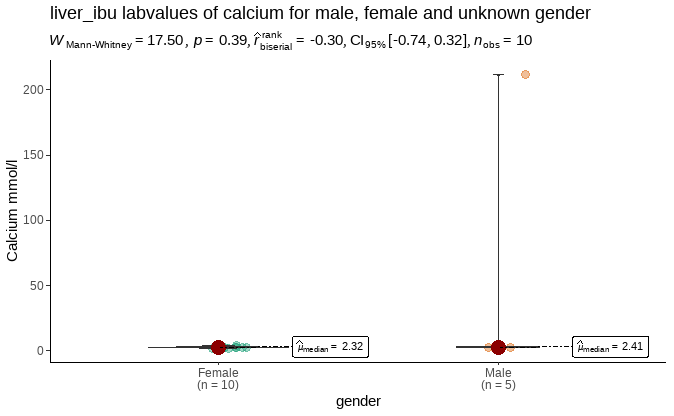 liver_ibu labvalues of calcium for male, female and unknown gender
W Mann-Whitney = 17.50, p = 0.39, r̂ rank biserial = -0.30, CI95% [-0.74, 0.32], nobs = 10
200
150
100
50
0
Calcium mmol/l
μ̂median = 2.32
μ̂median = 2.41
Female
(n = 10)
Male
(n = 5)
gender